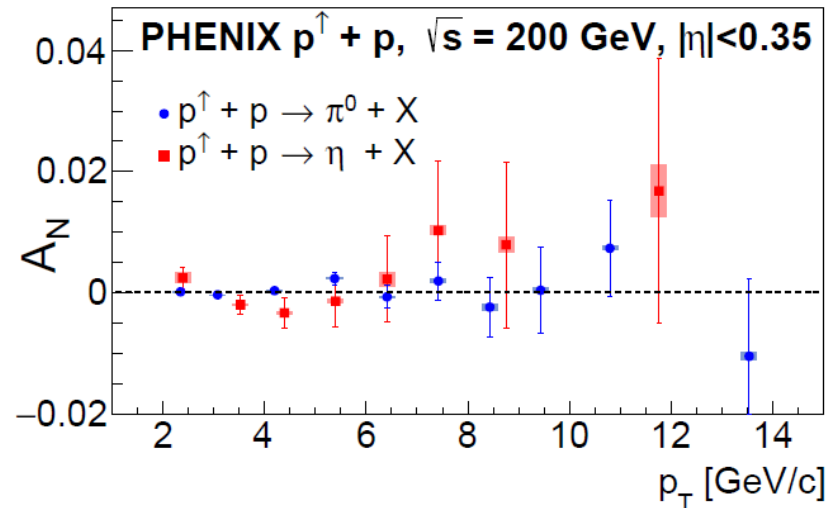 PHENIX p↑ + p, √s = 200 GeV, |η|<0.35
p↑ + p → π⁰ + X
p↑ + p → η + X
A_N
0.04
0.02
0
−0.02
2 4 6 8 10 12 14
p_T [GeV/c]